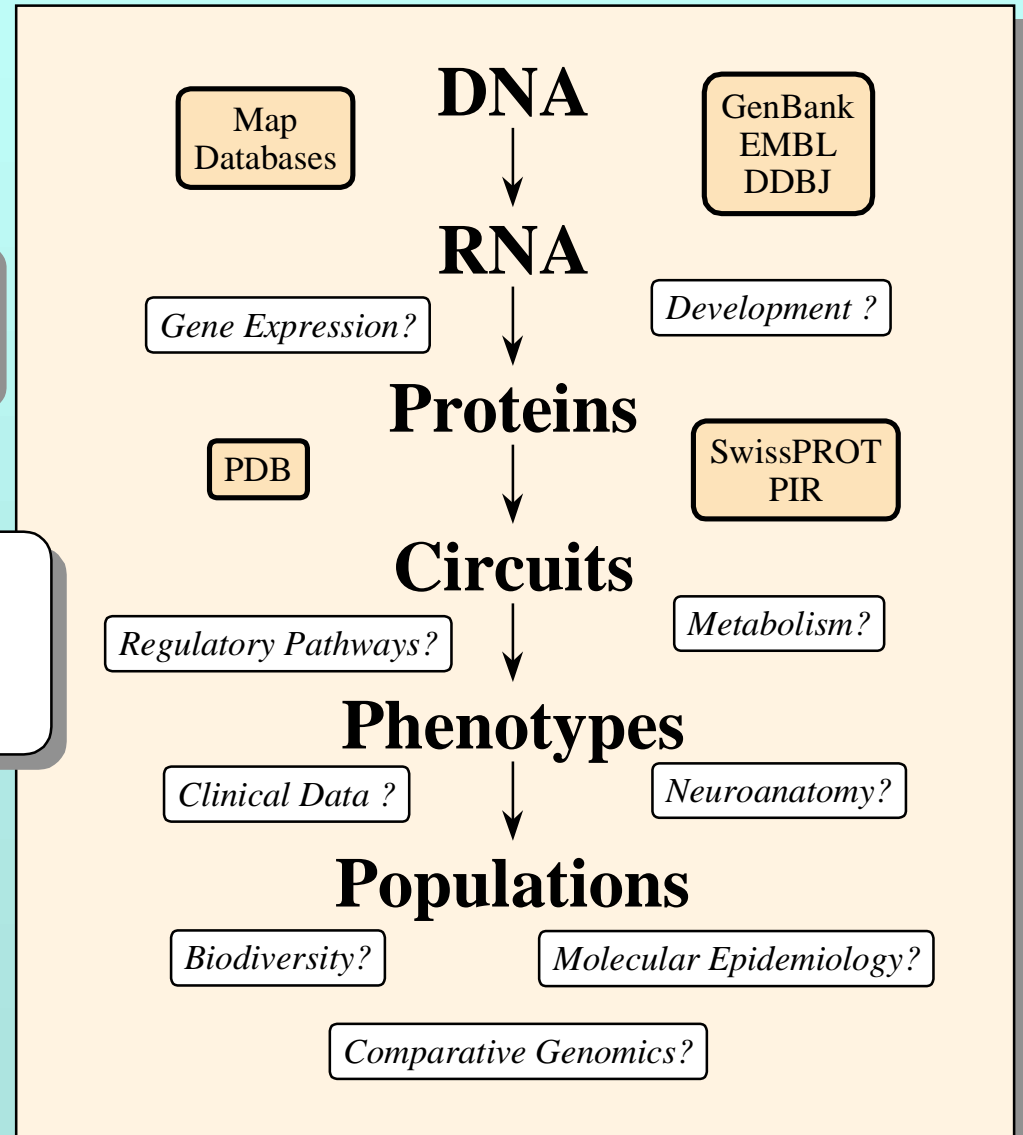 DNA
Map
Databases
GenBank
EMBL
DDBJ
RNA
Gene Expression?
Development ?
Proteins
PDB
SwissPROT
PIR
Circuits
Regulatory Pathways?
Metabolism?
Phenotypes
Clinical Data ?
Neuroanatomy?
Populations
Biodiversity?
Molecular Epidemiology?
Comparative Genomics?